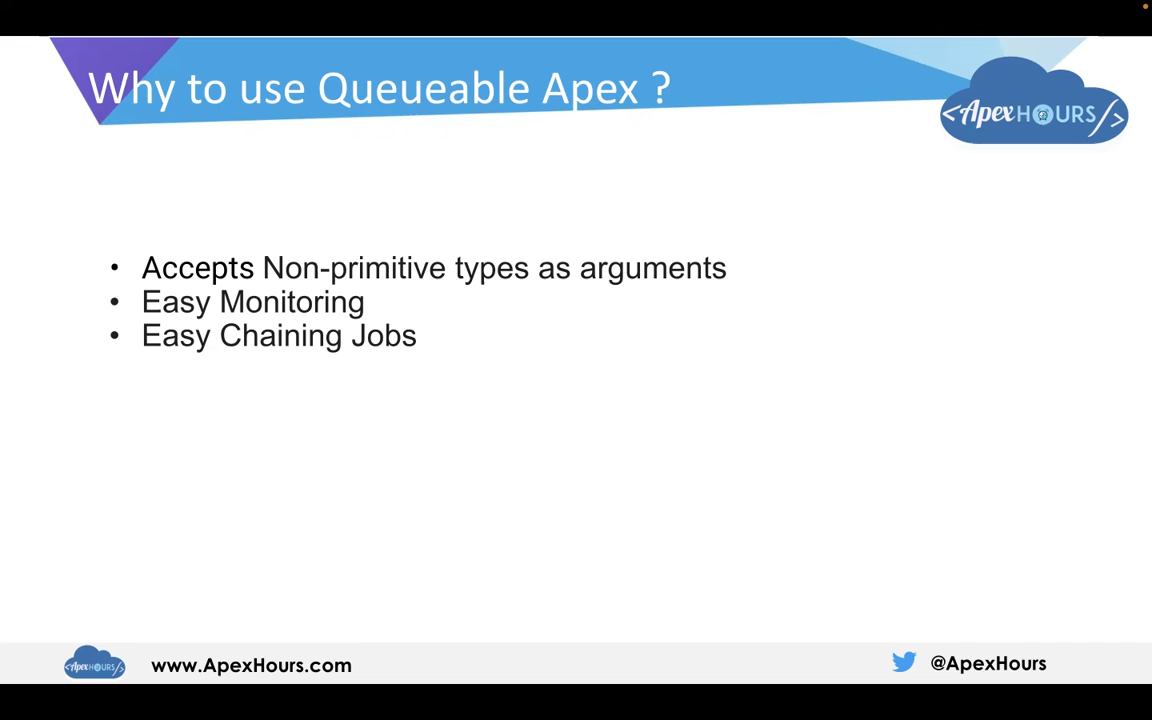 Why to use Queueable Apex ?
<ApexHOURS/>
• Accepts Non-primitive types as arguments
• Easy Monitoring
• Easy Chaining Jobs
<ApexHOURS/>
www.ApexHours.com
@ApexHours